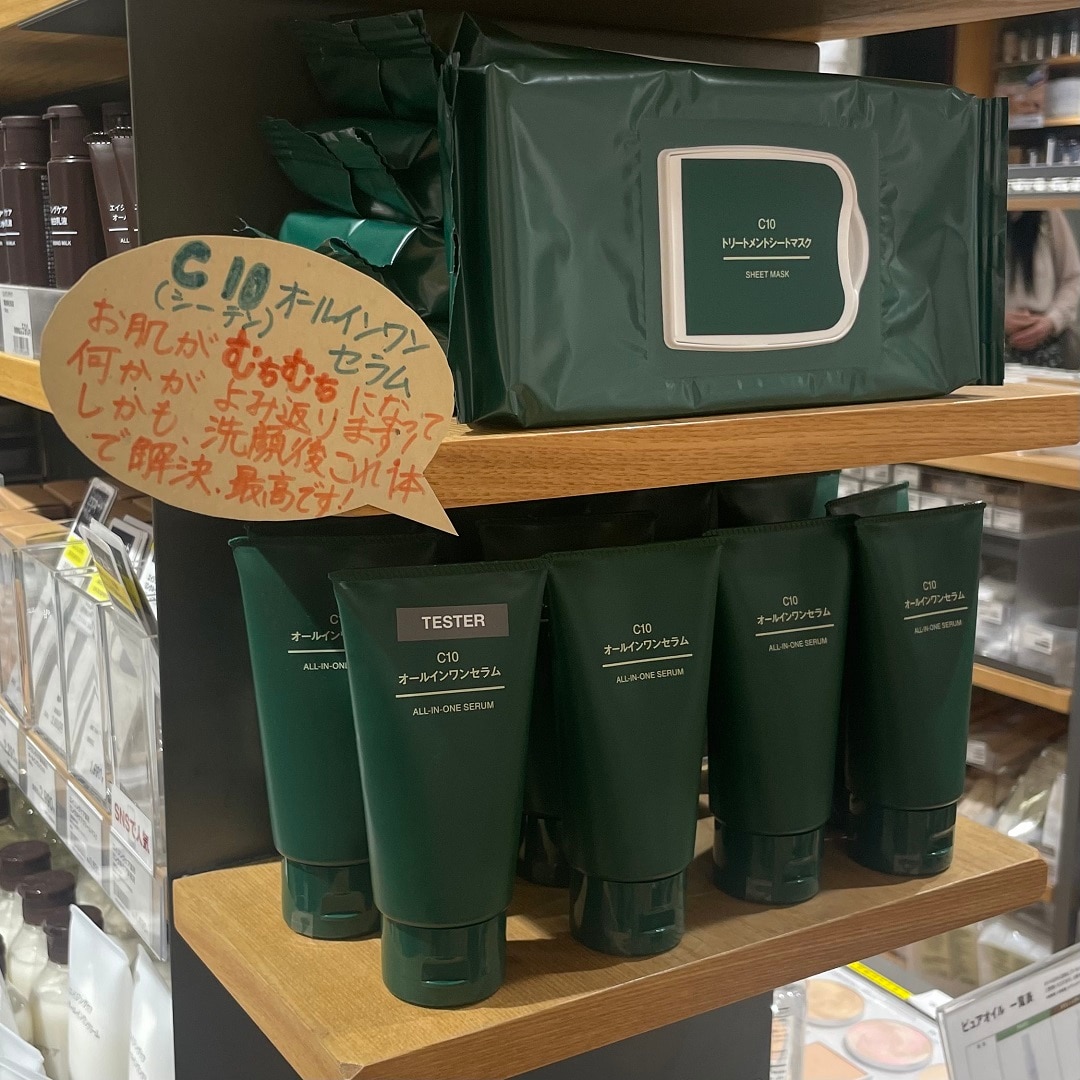 C10
トリートメントシートマスク
SHEET MASK
C10 オールインワン
(シーテン) セラム
お肌がむちむちになって
何かがよみ返ります!
しかも、洗顔後これ1本
で解決、最高です!
TESTER
C10
オールインワンセラム
ALL-IN-ONE SERUM
C10
オールインワンセラム
ALL-IN-ONE SERUM
C10
オールインワンセラム
ALL-IN-ONE SERUM
C10
オールインワンセラム
ALL-IN-ONE SERUM
SNSで人気
ピュアオイル 一覧表